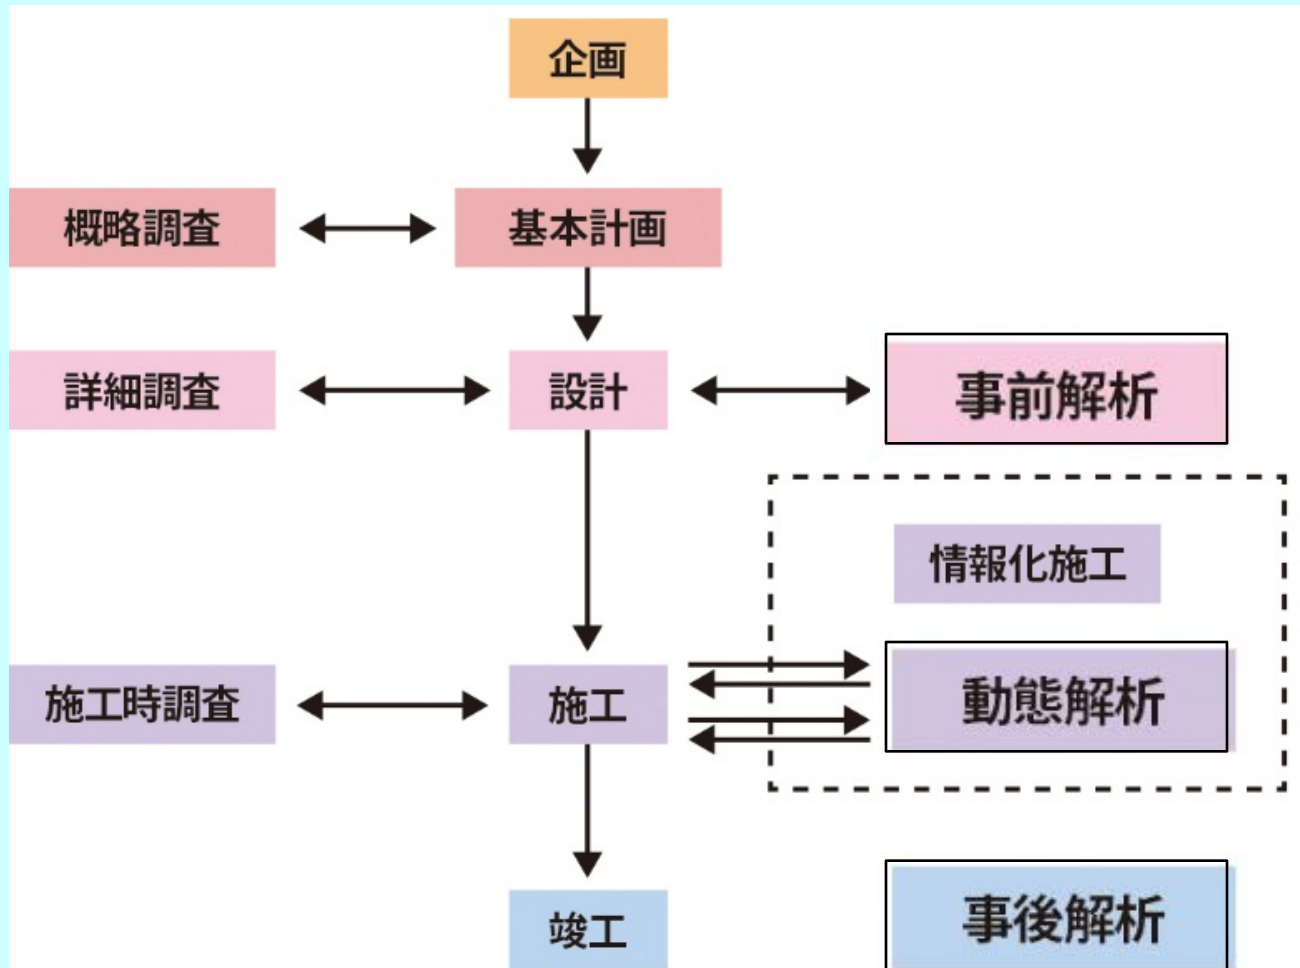 企画
概略調査
基本計画
詳細調査
設計
事前解析
情報化施工
施工時調査
施工
動態解析
竣工
事後解析